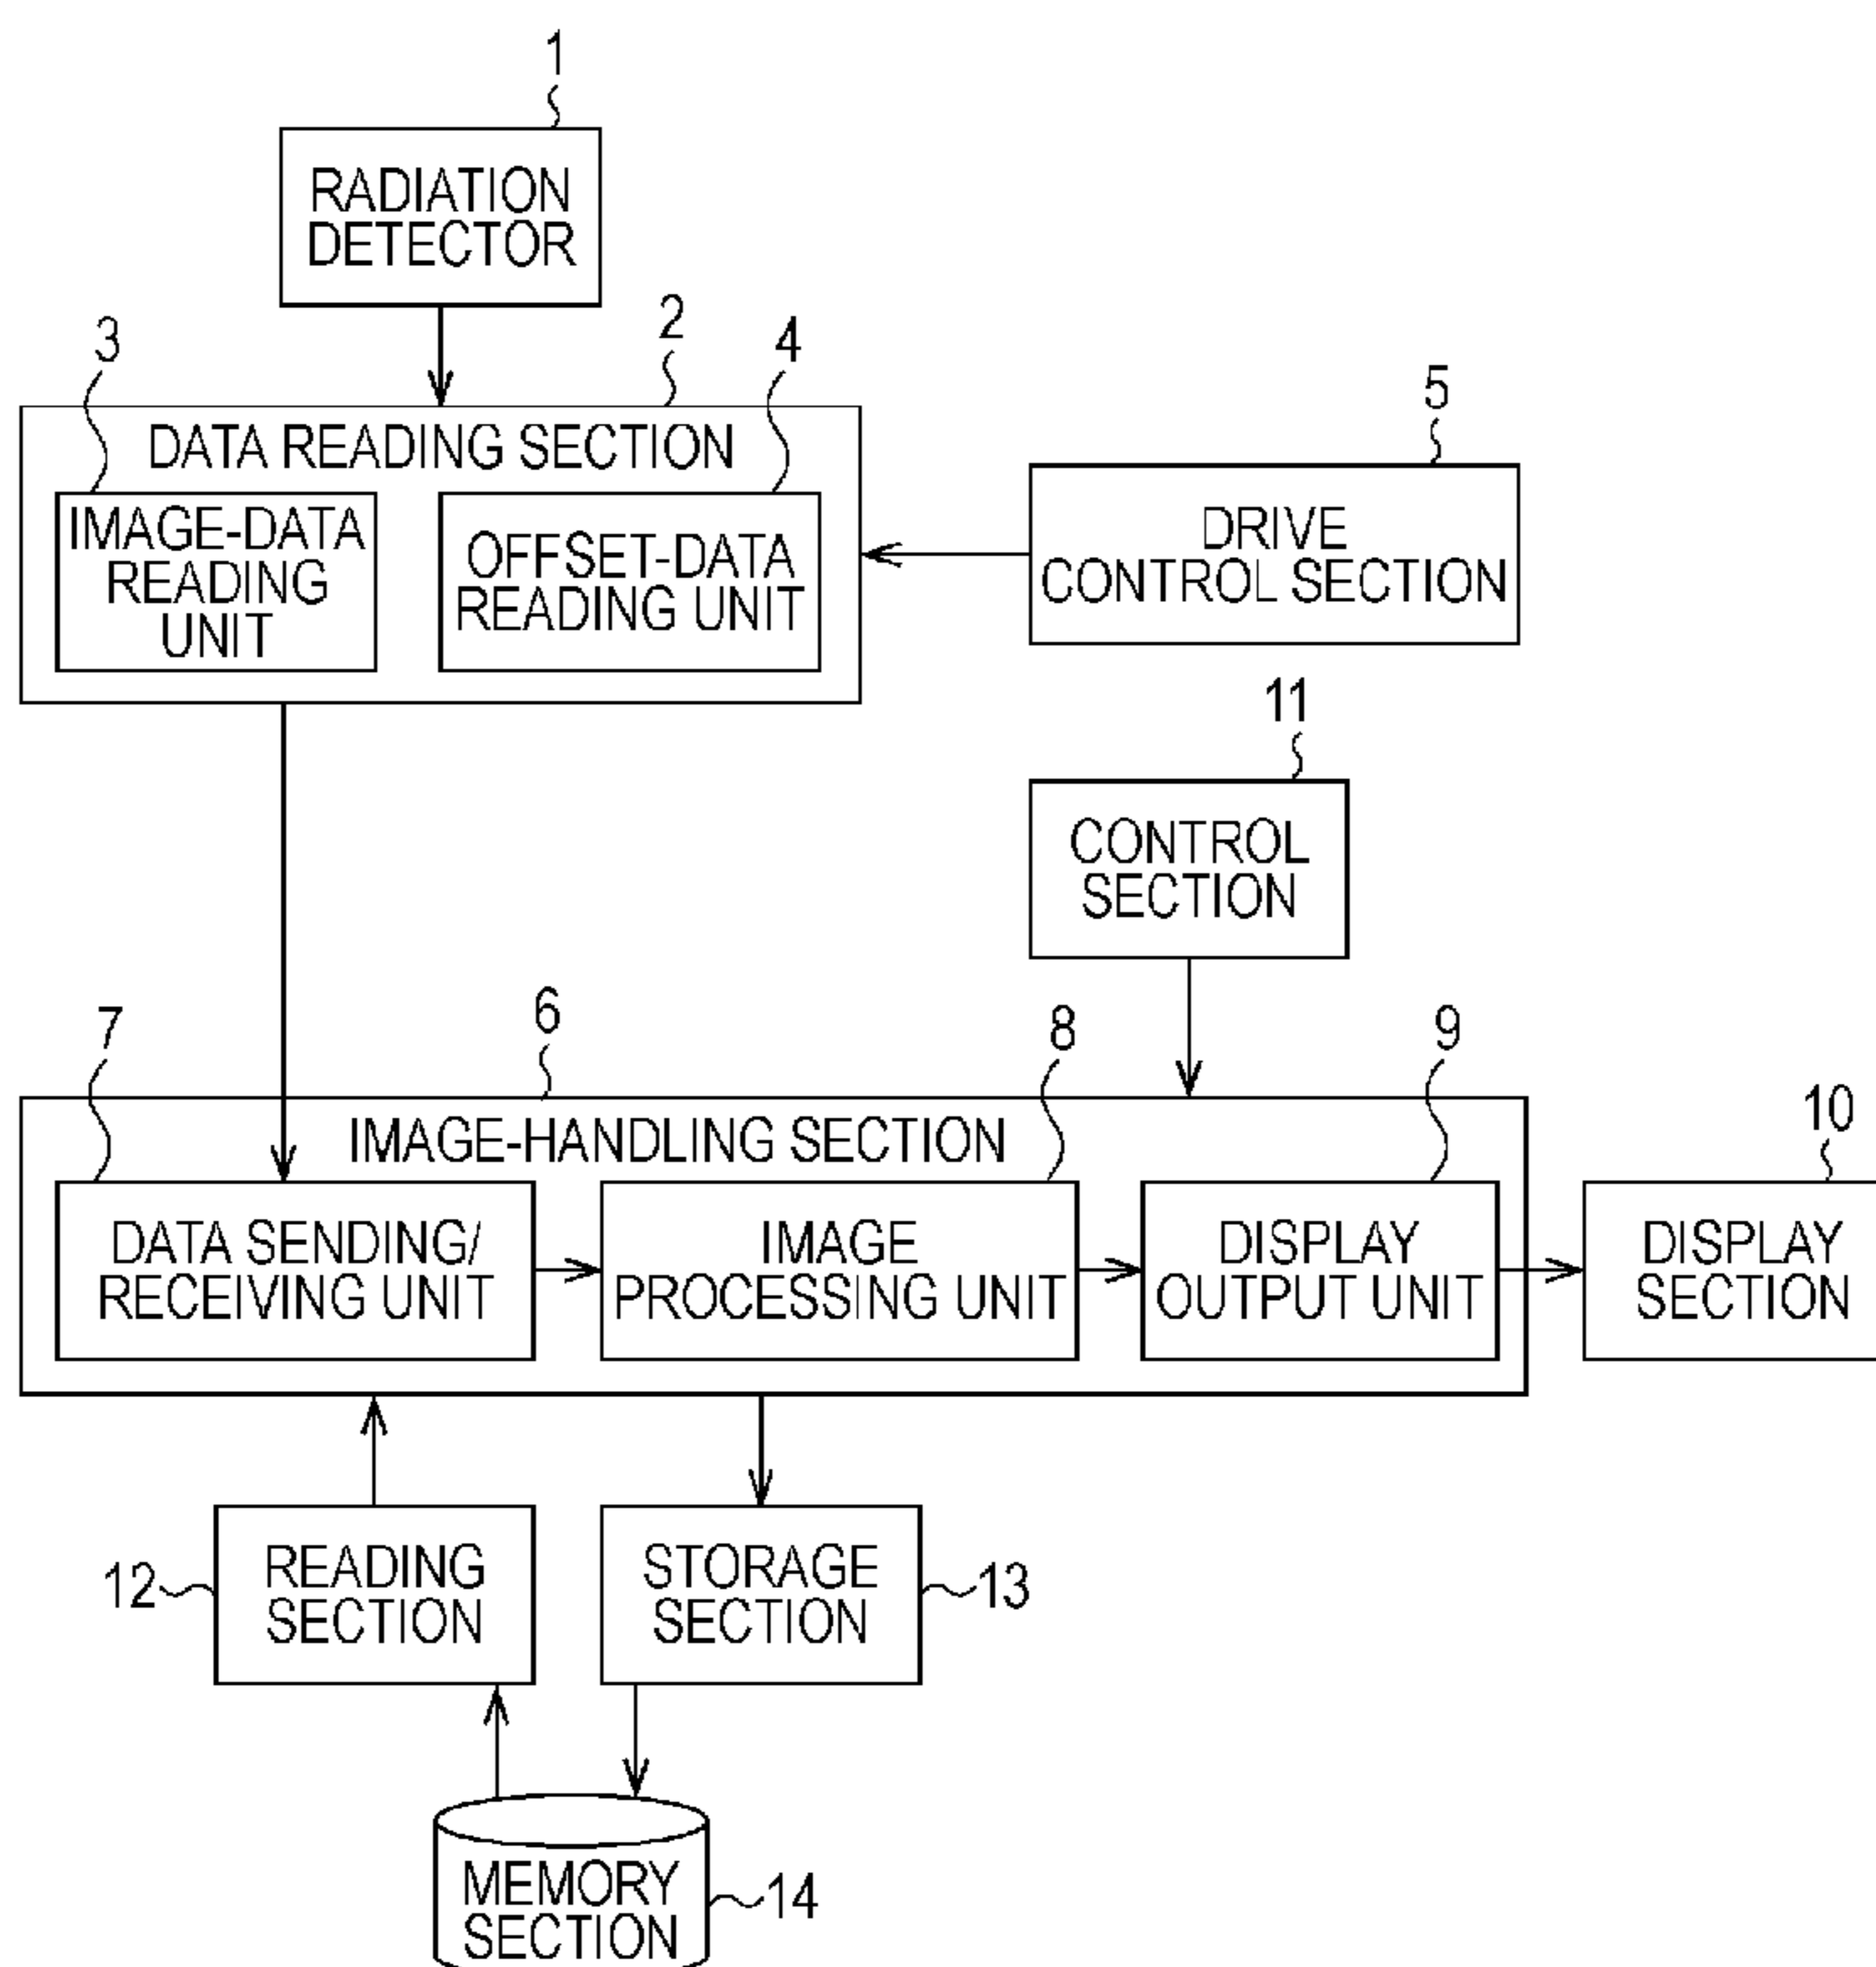 1
RADIATION
DETECTOR
2
3
4
DATA READING SECTION
IMAGE-DATA
READING
UNIT
OFFSET-DATA
READING UNIT
5
DRIVE
CONTROL SECTION
11
CONTROL
SECTION
6
7
8
9
IMAGE-HANDLING SECTION
DATA SENDING/
RECEIVING UNIT
IMAGE
PROCESSING UNIT
DISPLAY
OUTPUT UNIT
10
DISPLAY
SECTION
12
READING
SECTION
STORAGE
SECTION
13
MEMORY
SECTION
14